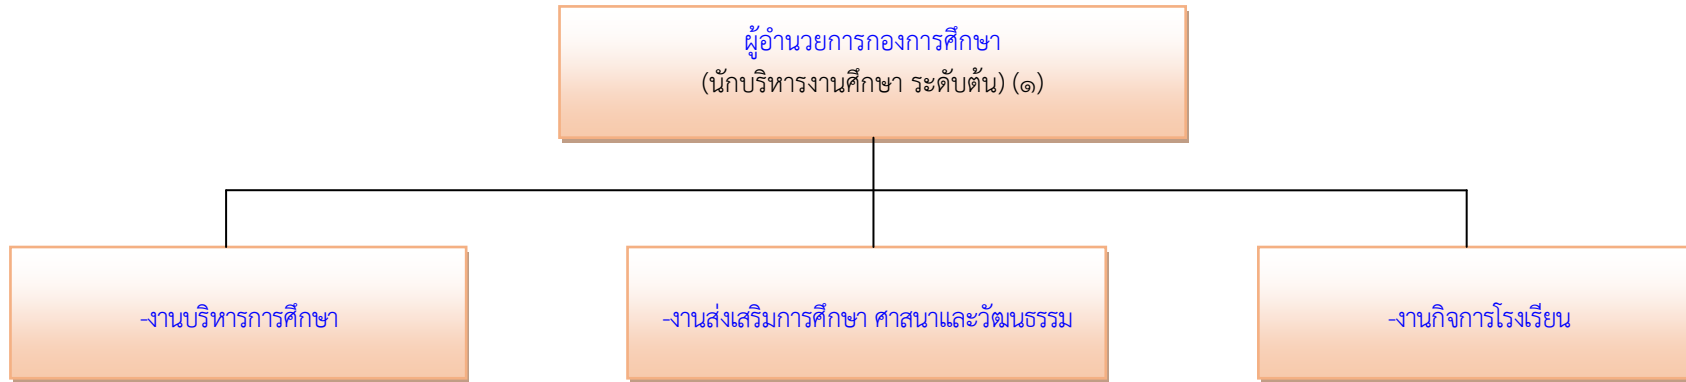 ผู้อำนวยการกองการศึกษา
(นักบริหารงานศึกษา ระดับต้น) (๑)
-งานบริหารการศึกษา
-งานส่งเสริมการศึกษา ศาสนาและวัฒนธรรม
-งานกิจการโรงเรียน